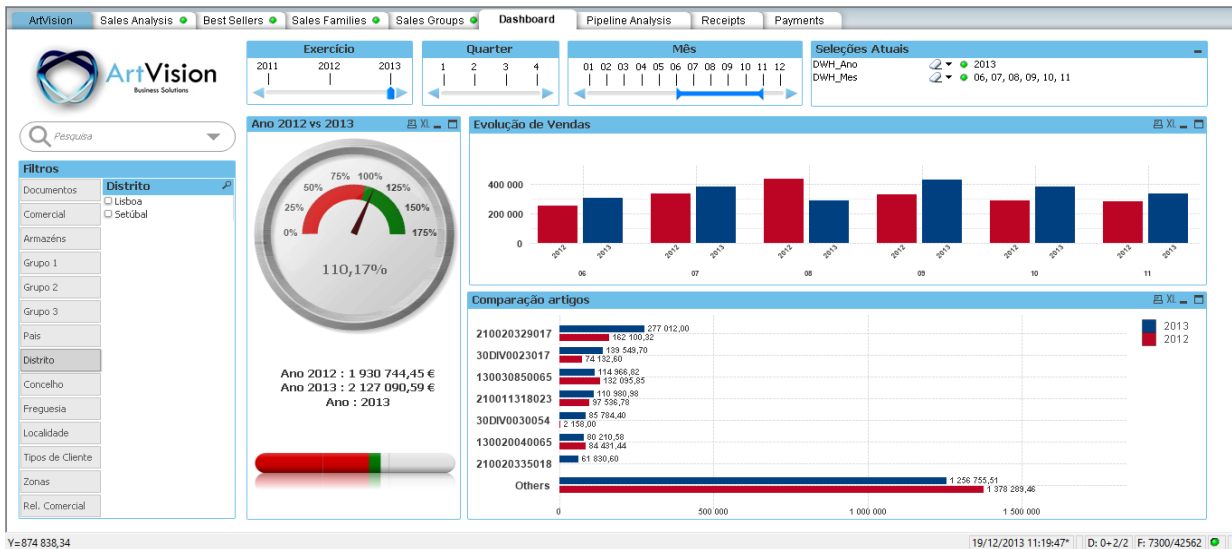 ArtVision Sales Analysis Best Sellers Sales Families Sales Groups Dashboard Pipeline Analysis Receipts Payments
ArtVision
Business Solutions
Exercício
2011 2012 2013
Quarter
1 2 3 4
Mês
01 02 03 04 05 06 07 08 09 10 11 12
Seleções Atuais
DWH_Ano 2013
DWH_Mes 06, 07, 08, 09, 10, 11
Pesquisa
Filtros
Documentos
Comercial
Armazéns
Grupo 1
Grupo 2
Grupo 3
Pais
Distrito
Concelho
Freguesia
Localidade
Tipos de Cliente
Zonas
Rel. Comercial
Distrito
Lisboa
Setúbal
Ano 2012 vs 2013 XL
0% 25% 50% 75% 100% 125% 150% 175%
110,17%
Ano 2012 : 1 930 744,45 €
Ano 2013 : 2 127 090,59 €
Ano : 2013
Evolução de Vendas XL
400 000
200 000
0
2012 2013 2012 2013 2012 2013 2012 2013 2012 2013 2012 2013
06 07 08 09 10 11
Comparação artigos XL
2013
2012
210020329017 277 012,00
162 100,32
30DIV0023017 139 549,70
74 132,60
130030850065 114 966,82
132 095,85
210011318023 110 980,98
97 536,78
30DIV0030054 85 784,40
2 158,00
130020040065 80 210,58
84 431,44
210020335018 61 830,60
Others 1 256 755,51
1 378 289,46
0 500 000 1 000 000 1 500 000
Y=874 838,34 19/12/2013 11:19:47* D: 0+2/2 F: 7300/42562